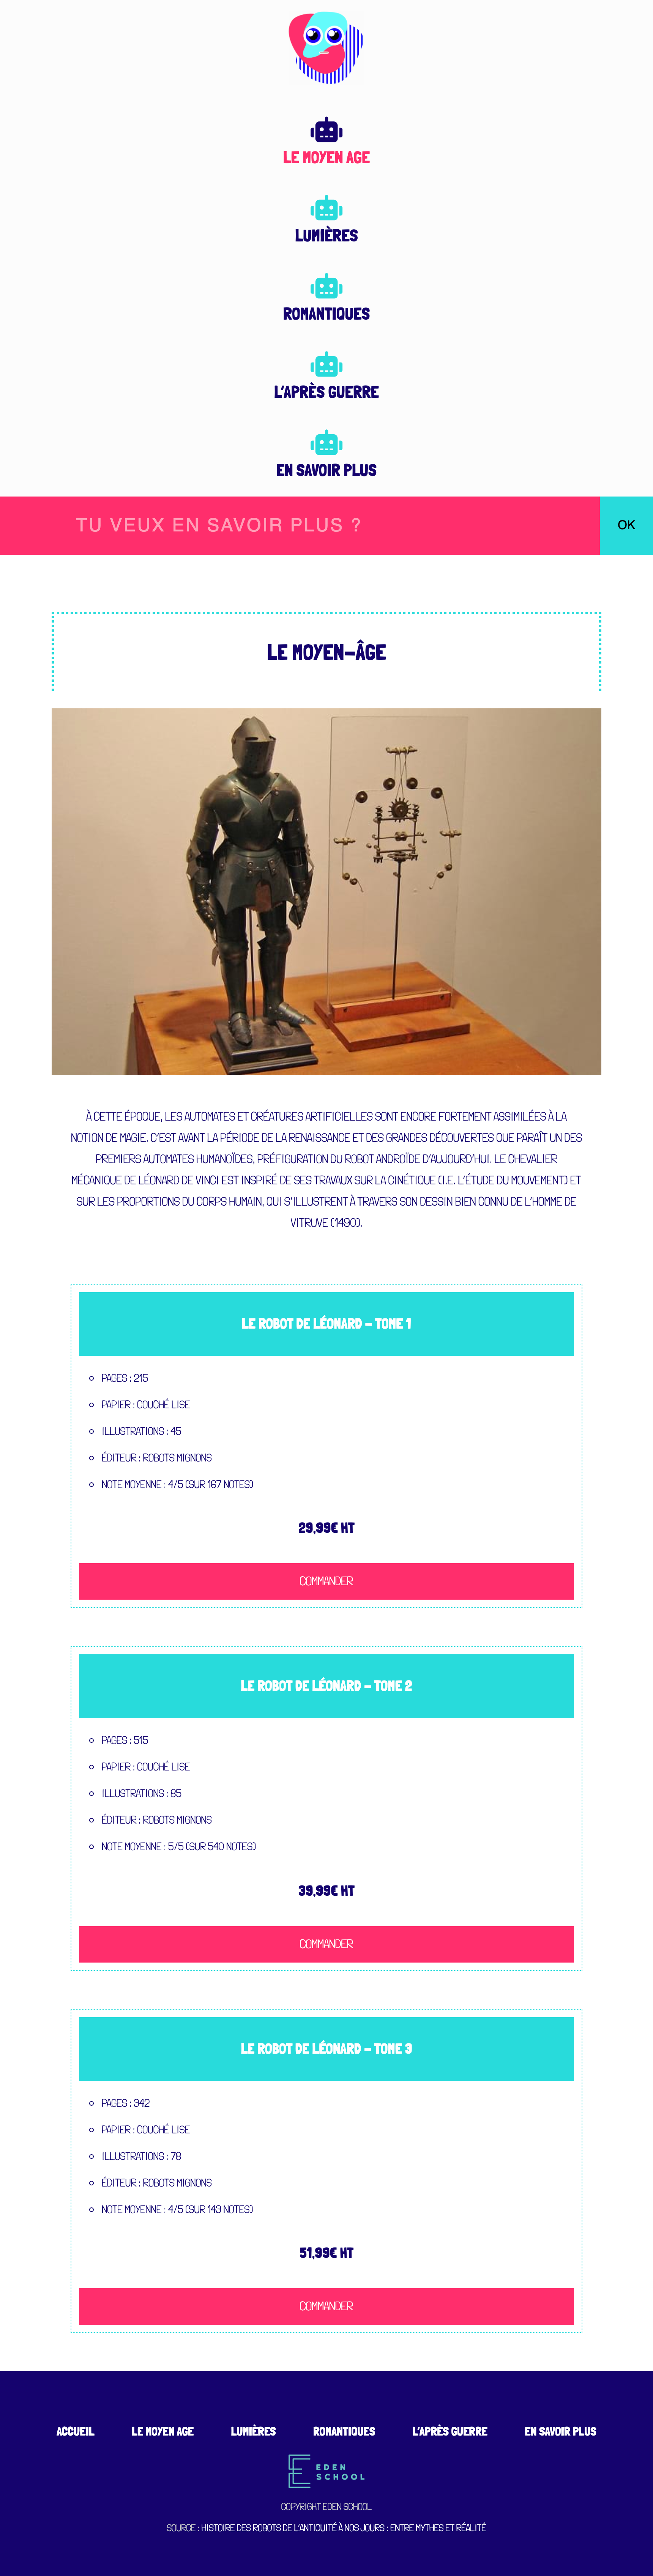 LE MOYEN AGE
LUMIÈRES
ROMANTIQUES
L'APRÈS GUERRE
EN SAVOIR PLUS
TU VEUX EN SAVOIR PLUS ?
OK
LE MOYEN-ÂGE
À CETTE ÉPOQUE, LES AUTOMATES ET CRÉATURES ARTIFICIELLES SONT ENCORE FORTEMENT ASSIMILÉES À LA
NOTION DE MAGIE. C'EST AVANT LA PÉRIODE DE LA RENAISSANCE ET DES GRANDES DÉCOUVERTES QUE PARAÎT UN DES
PREMIERS AUTOMATES HUMANOÏDES, PRÉFIGURATION DU ROBOT ANDROÏDE D'AUJOURD'HUI. LE CHEVALIER
MÉCANIQUE DE LÉONARD DE VINCI EST INSPIRÉ DE SES TRAVAUX SUR LA CINÉTIQUE (I.E. L'ÉTUDE DU MOUVEMENT) ET
SUR LES PROPORTIONS DU CORPS HUMAIN, QUI S'ILLUSTRENT À TRAVERS SON DESSIN BIEN CONNU DE L'HOMME DE
VITRUVE (1490).
LE ROBOT DE LÉONARD - TOME 1
PAGES : 215
PAPIER : COUCHÉ LISE
ILLUSTRATIONS : 45
ÉDITEUR : ROBOTS MIGNONS
NOTE MOYENNE : 4/5 (SUR 167 NOTES)
29,99€ HT
COMMANDER
LE ROBOT DE LÉONARD - TOME 2
PAGES : 515
PAPIER : COUCHÉ LISE
ILLUSTRATIONS : 85
ÉDITEUR : ROBOTS MIGNONS
NOTE MOYENNE : 5/5 (SUR 540 NOTES)
39,99€ HT
COMMANDER
LE ROBOT DE LÉONARD - TOME 3
PAGES : 342
PAPIER : COUCHÉ LISE
ILLUSTRATIONS : 78
ÉDITEUR : ROBOTS MIGNONS
NOTE MOYENNE : 4/5 (SUR 143 NOTES)
51,99€ HT
COMMANDER
ACCUEIL LE MOYEN AGE LUMIÈRES ROMANTIQUES L'APRÈS GUERRE EN SAVOIR PLUS
EDEN
SCHOOL
COPYRIGHT EDEN SCHOOL
SOURCE : HISTOIRE DES ROBOTS DE L'ANTIQUITÉ À NOS JOURS : ENTRE MYTHES ET RÉALITÉ